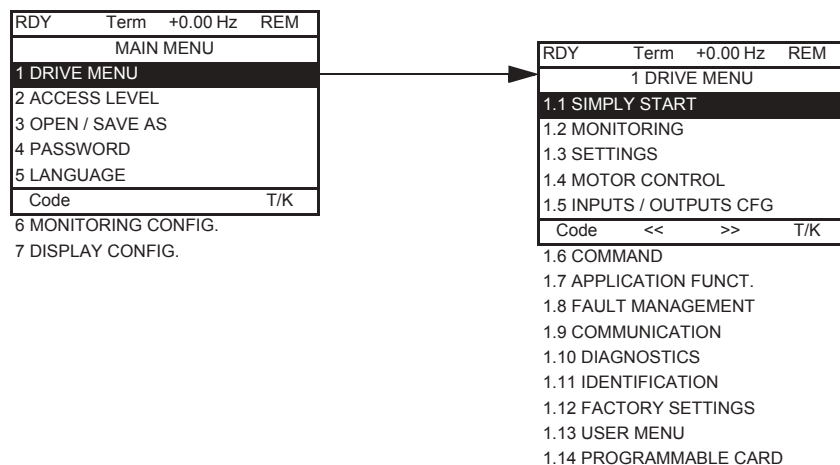 RDY Term +0.00 Hz REM
MAIN MENU
1 DRIVE MENU
2 ACCESS LEVEL
3 OPEN / SAVE AS
4 PASSWORD
5 LANGUAGE
Code T/K
6 MONITORING CONFIG.
7 DISPLAY CONFIG.
RDY Term +0.00 Hz REM
1 DRIVE MENU
1.1 SIMPLY START
1.2 MONITORING
1.3 SETTINGS
1.4 MOTOR CONTROL
1.5 INPUTS / OUTPUTS CFG
Code << >> T/K
1.6 COMMAND
1.7 APPLICATION FUNCT.
1.8 FAULT MANAGEMENT
1.9 COMMUNICATION
1.10 DIAGNOSTICS
1.11 IDENTIFICATION
1.12 FACTORY SETTINGS
1.13 USER MENU
1.14 PROGRAMMABLE CARD